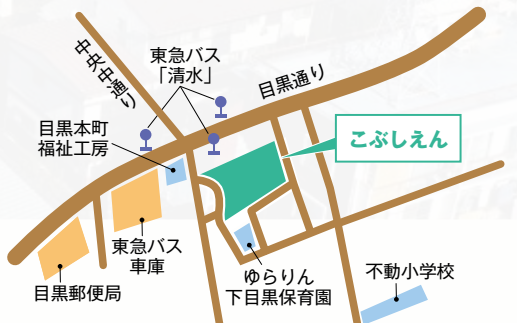 中央中通り
東急バス
「清水」
目黒通り
目黒本町
福祉工房
こぶしえん
東急バス
車庫
目黒郵便局
ゆらりん
下目黒保育園
不動小学校